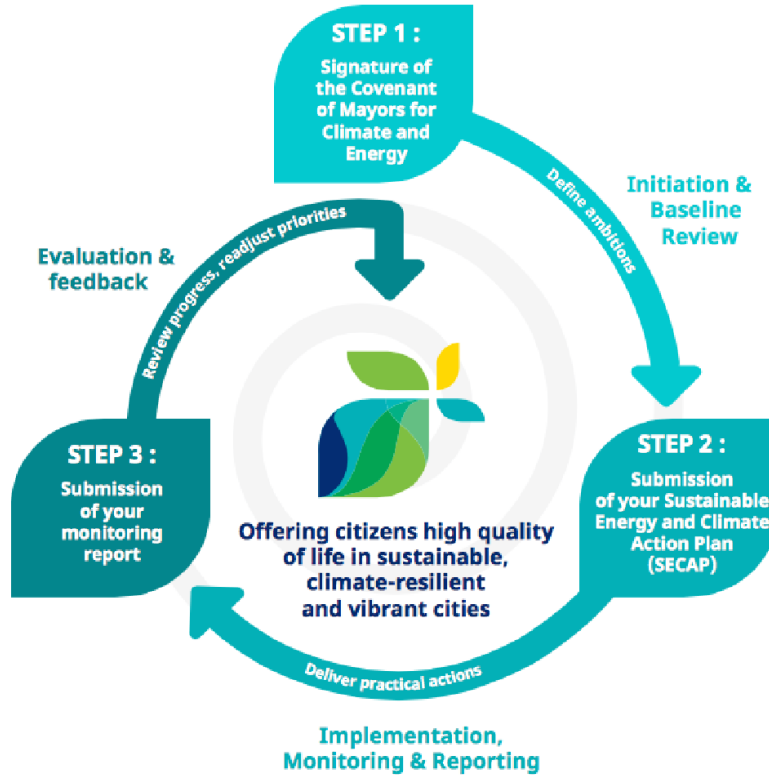 STEP 1 :
Signature of
the Covenant
of Mayors for
Climate and
Energy
Define ambitions
Initiation &
Baseline
Review
STEP 2 :
Submission
of your Sustainable
Energy and Climate
Action Plan
(SECAP)
Deliver practical actions
Implementation,
Monitoring & Reporting
STEP 3 :
Submission
of your
monitoring
report
Review progress, readjust priorities
Evaluation &
feedback
Offering citizens high quality
of life in sustainable,
climate-resilient
and vibrant cities